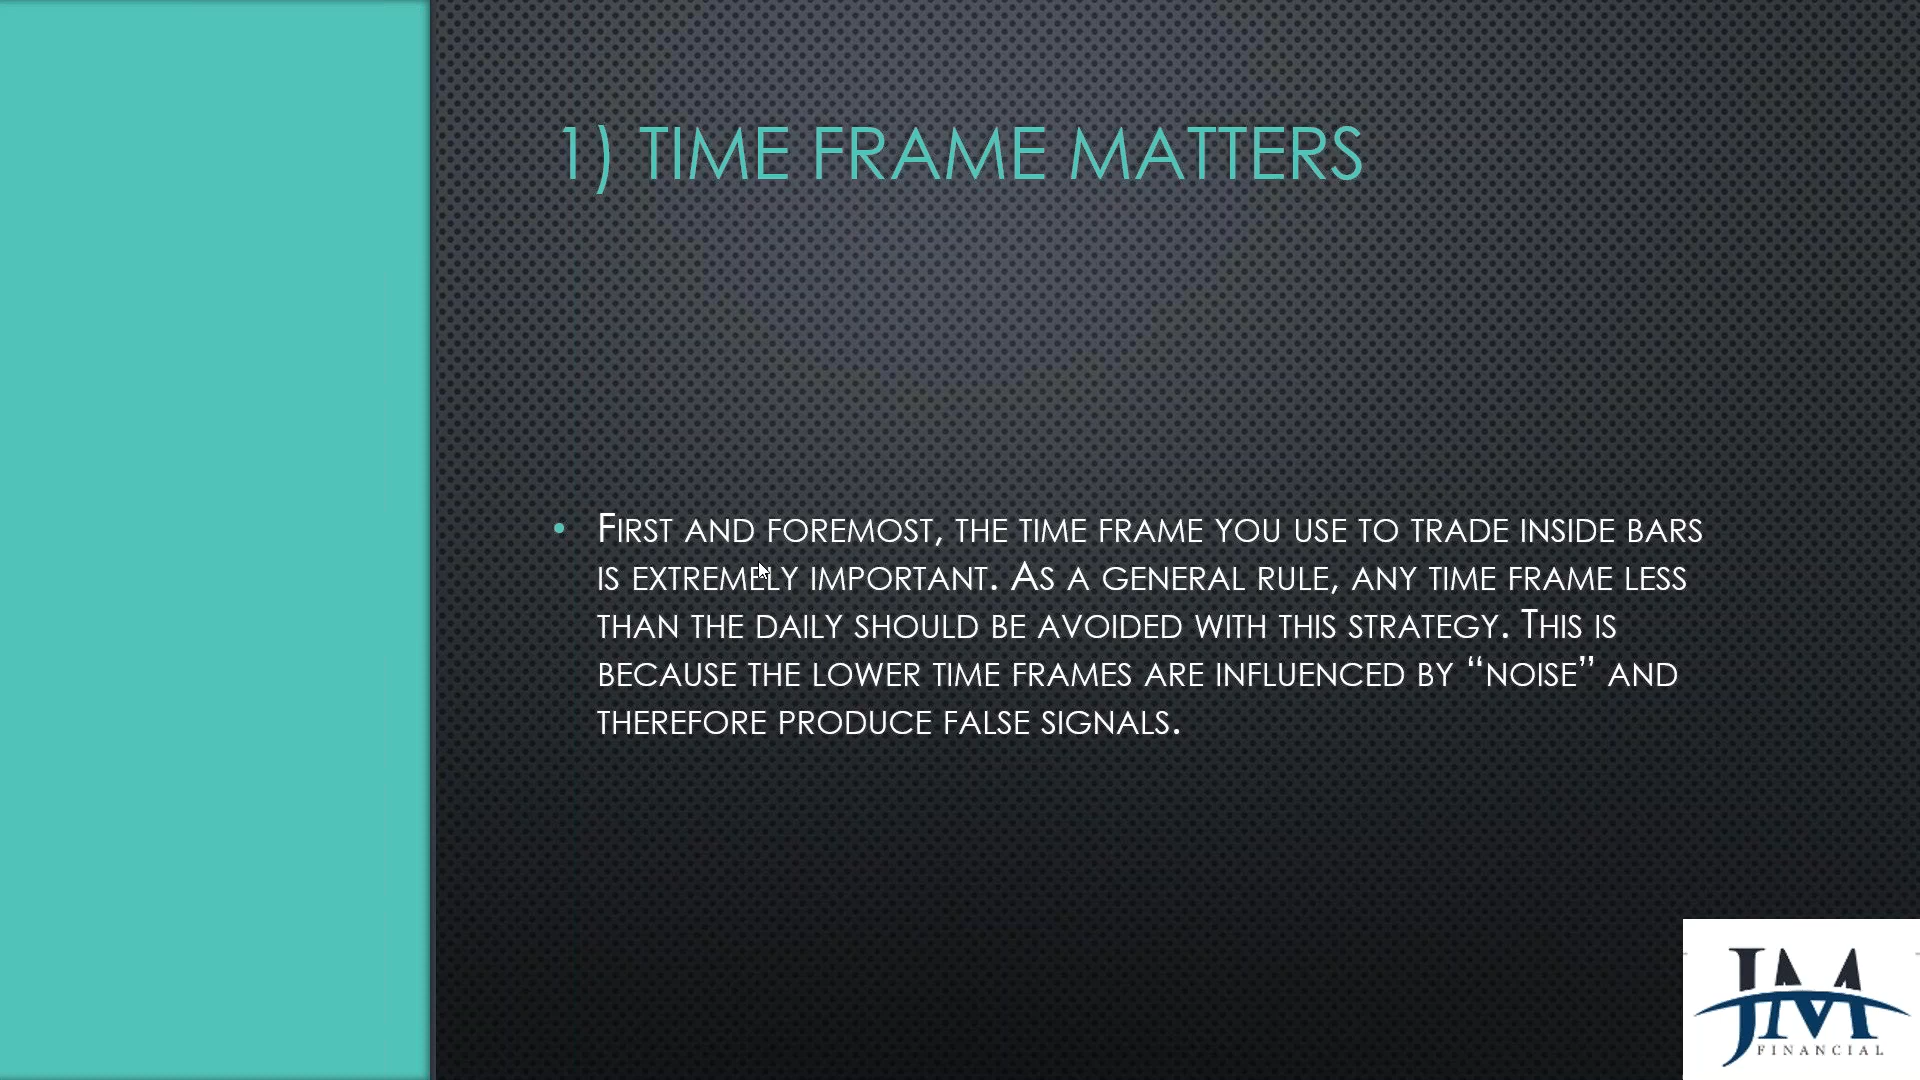 1) TIME FRAME MATTERS
• FIRST AND FOREMOST, THE TIME FRAME YOU USE TO TRADE INSIDE BARS
IS EXTREMELY IMPORTANT. AS A GENERAL RULE, ANY TIME FRAME LESS
THAN THE DAILY SHOULD BE AVOIDED WITH THIS STRATEGY. THIS IS
BECAUSE THE LOWER TIME FRAMES ARE INFLUENCED BY “NOISE” AND
THEREFORE PRODUCE FALSE SIGNALS.
JM
FINANCIAL